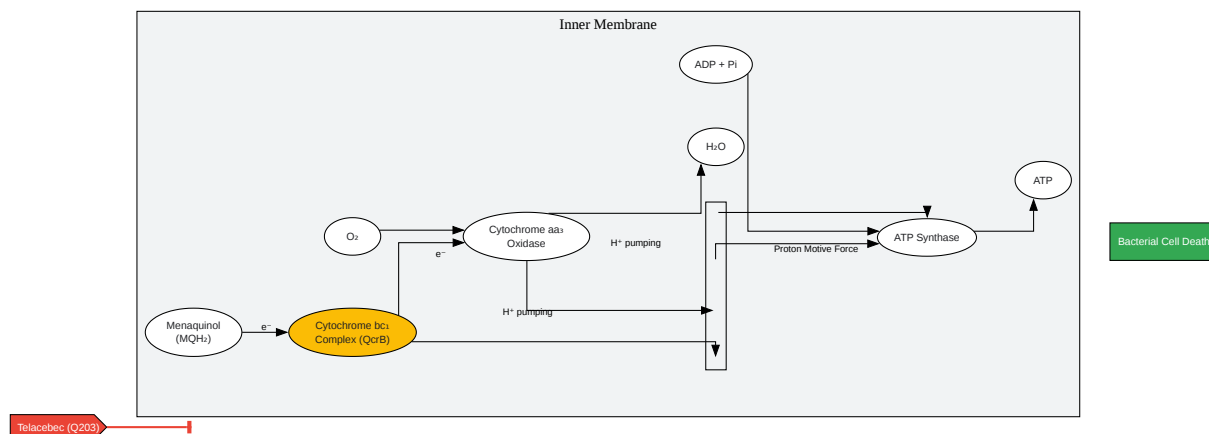 Inner Membrane
ADP + Pi
H₂O
ATP
O₂
Cytochrome aa₃
Oxidase
H⁺ pumping
ATP Synthase
Bacterial Cell Death
e⁻
Proton Motive Force
H⁺ pumping
Menaquinol
(MQH₂)
e⁻
Cytochrome bc₁
Complex (QcrB)
Telacebec (Q203)